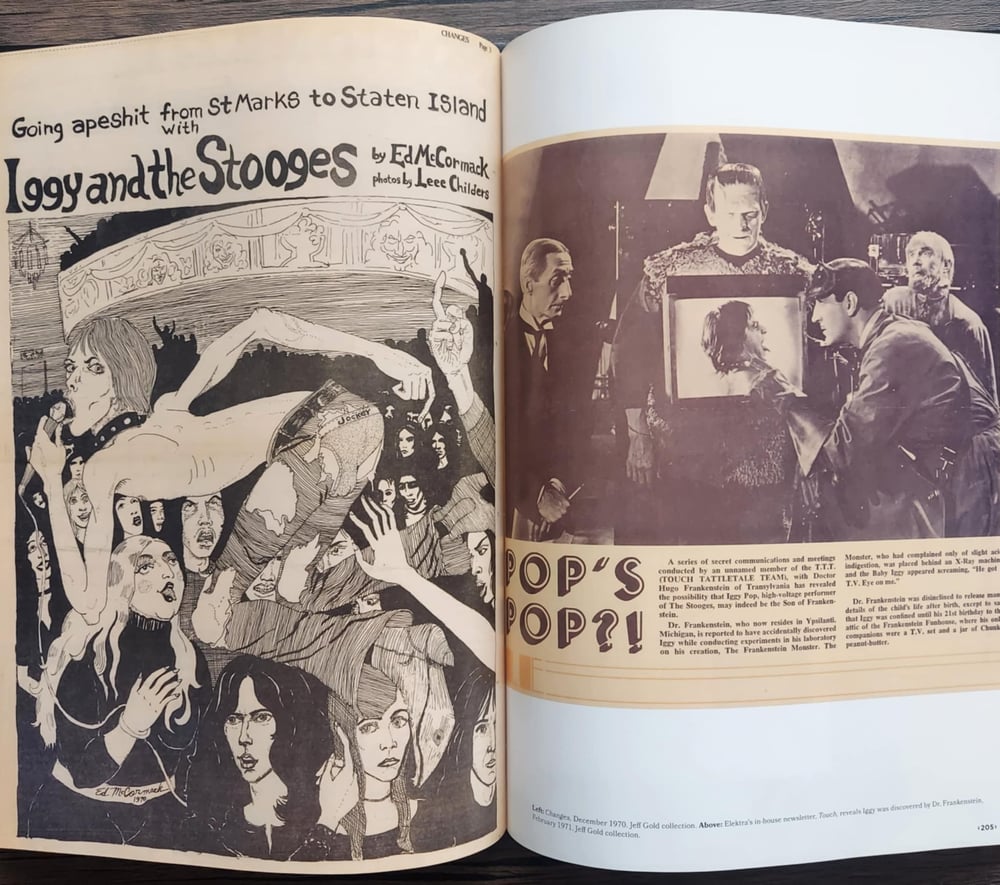 CHANGES Page 3
Going apeshit from St Marks to Staten Island
with
Iggy and the Stooges
by Ed McCormack
photos by Leee Childers
JOCKEY
Ed McCormack
1970
POP'S
POP?!
A series of secret communications and meetings
conducted by an unnamed member of the T.T.T.
(TOUCH TATTLETALE TEAM), with Doctor
Hugo Frankenstein of Transylvania has revealed
the possibility that Iggy Pop, high-voltage performer
of The Stooges, may indeed be the Son of Franken-
stein.
Dr. Frankenstein, who now resides in Ypsilanti,
Michigan, is reported to have accidentally discovered
Iggy while conducting experiments in his laboratory
on his creation, The Frankenstein Monster. The
Monster, who had complained only of slight aci
indigestion, was placed behind an X-Ray machin
and the Baby Iggy appeared screaming, "He got
T.V. Eye on me."
Dr. Frankenstein was disinclined to release man
details of the child's life after birth, except to s
that Iggy was confined until his 21st birthday to th
attic of the Frankenstein Funhouse, where his onl
companions were a T.V. set and a jar of Chunk
peanut-butter.
Left: Changes, December 1970. Jeff Gold collection. Above: Elektra's in-house newsletter, Touch, reveals Iggy was discovered by Dr. Frankenstein,
February 1971. Jeff Gold collection.
‹205›